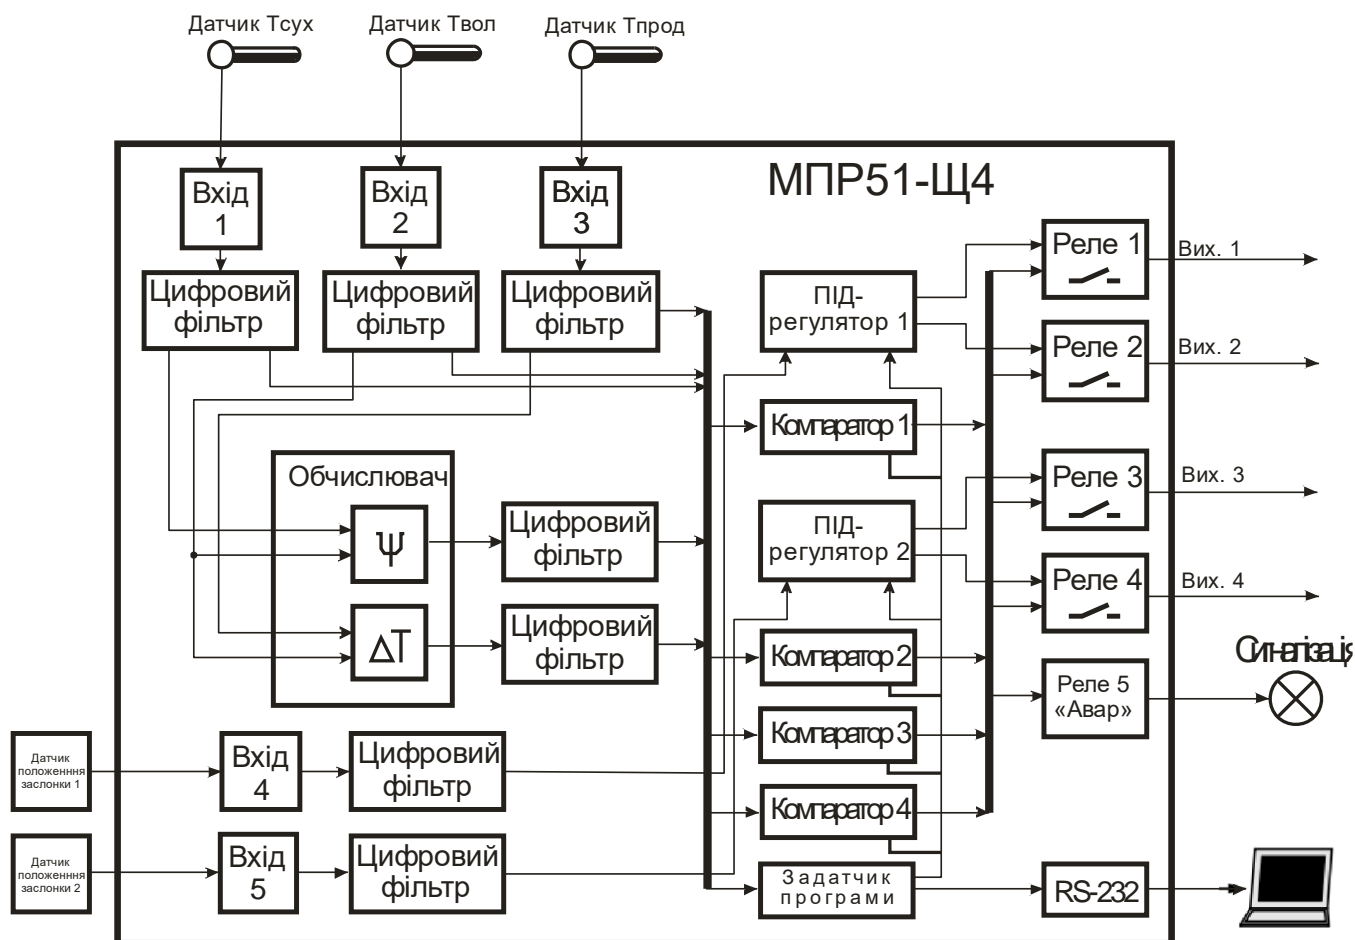 Датчик Тсух
Датчик Твол
Датчик Тпрод
МПР51-Щ4
Вхід
1
Вхід
2
Вхід
3
Цифровий
фільтр
Цифровий
фільтр
Цифровий
фільтр
ПІД-
регулятор 1
Реле 1
Вих. 1
Реле 2
Вих. 2
Компаратор 1
Обчислювач
Ψ
Цифровий
фільтр
ПІД-
регулятор 2
Реле 3
Вих. 3
Реле 4
Вих. 4
ΔT
Цифровий
фільтр
Компаратор 2
Реле 5
«Авар»
Сигналізація
Компаратор 3
Датчик
положенння
заслонки 1
Вхід
4
Цифровий
фільтр
Компаратор 4
Датчик
положенння
заслонки 2
Вхід
5
Цифровий
фільтр
Задатчик
програми
RS-232